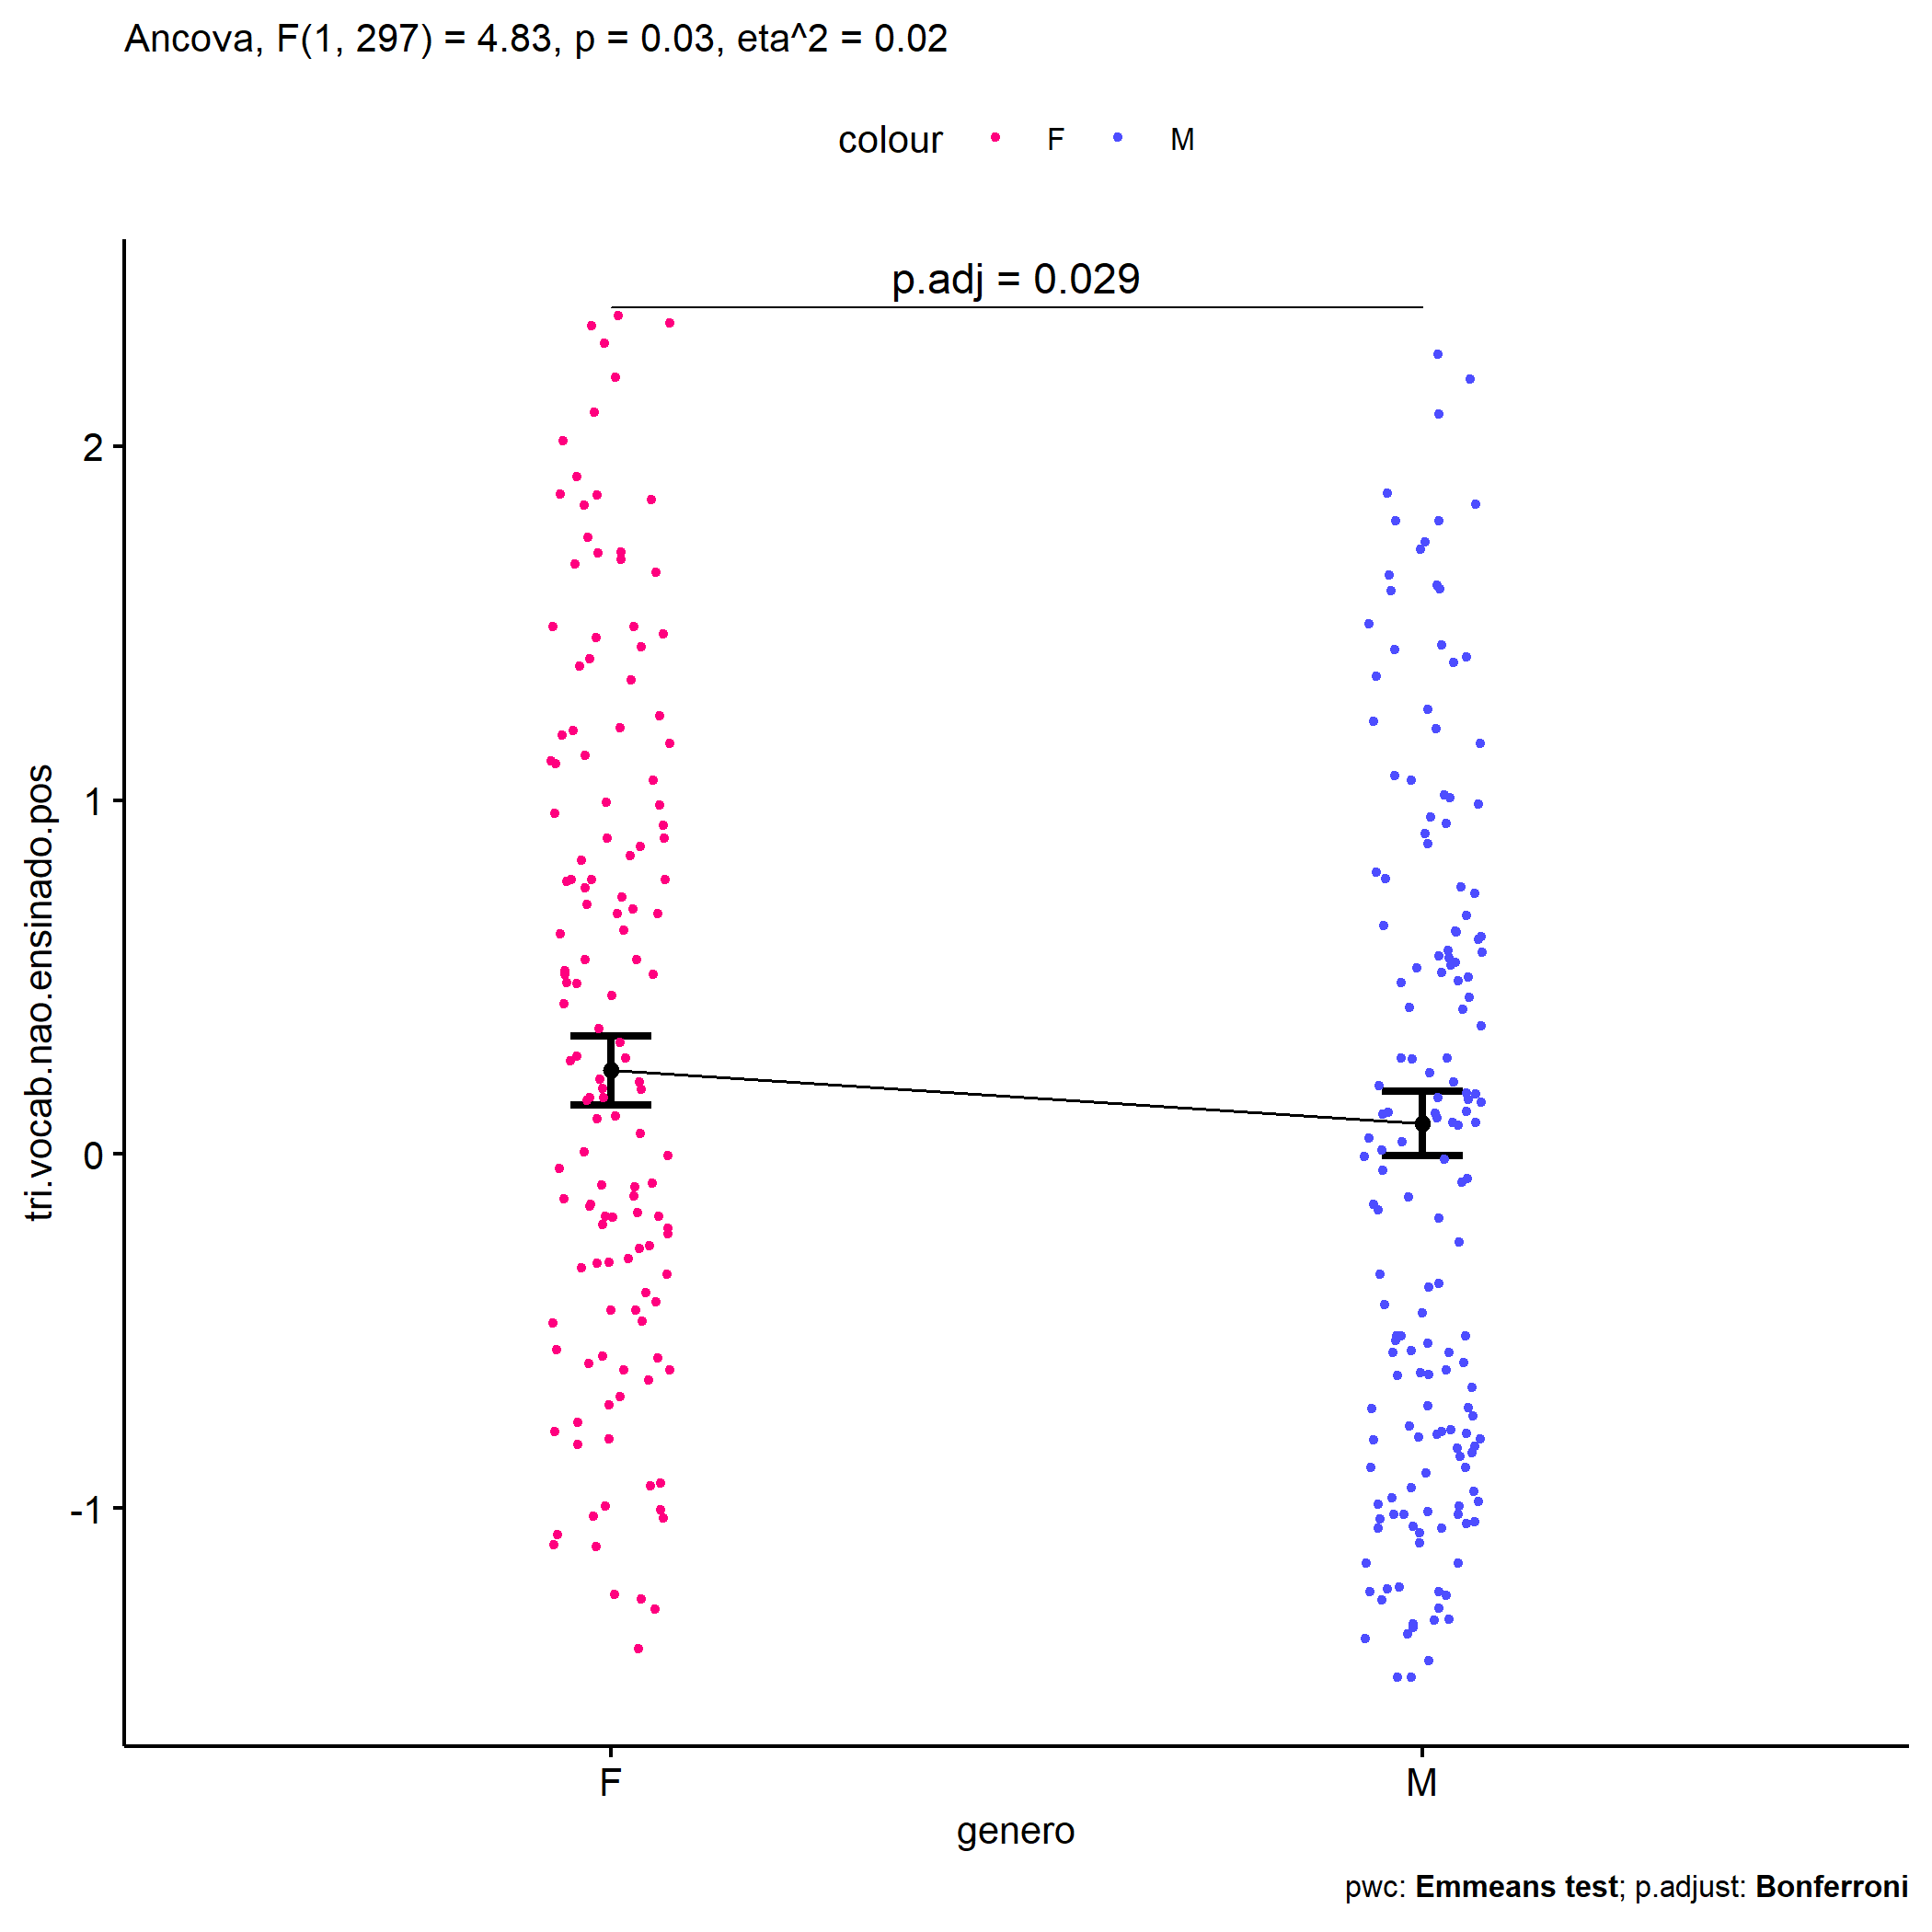 Ancova, F(1, 297) = 4.83, p = 0.03, eta^2 = 0.02
colour F M
p.adj = 0.029
2
1
0
-1
tri.vocab.nao.ensinado.pos
F M
genero
pwc: Emmeans test; p.adjust: Bonferroni